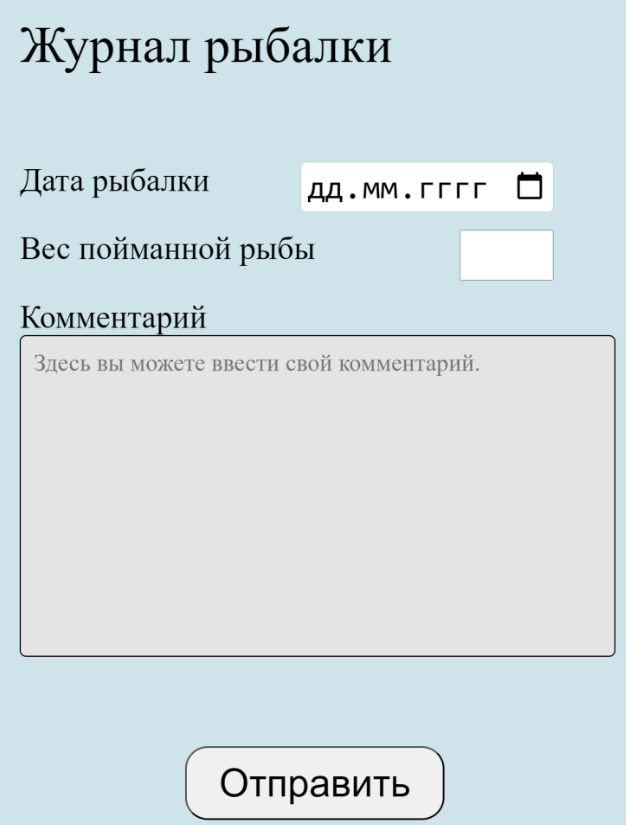 Журнал рыбалки
Дата рыбалки дд.мм.гггг
Вес пойманной рыбы
Комментарий
Здесь вы можете ввести свой комментарий.
Отправить